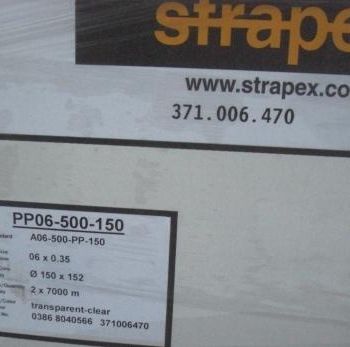 strape
www.strapex.co
371.006.470
PP06-500-150
A06-500-PP-150
06 x 0.35
Ø 150 x 152
2 x 7000 m
transparent-clear
0386 8040566 371006470